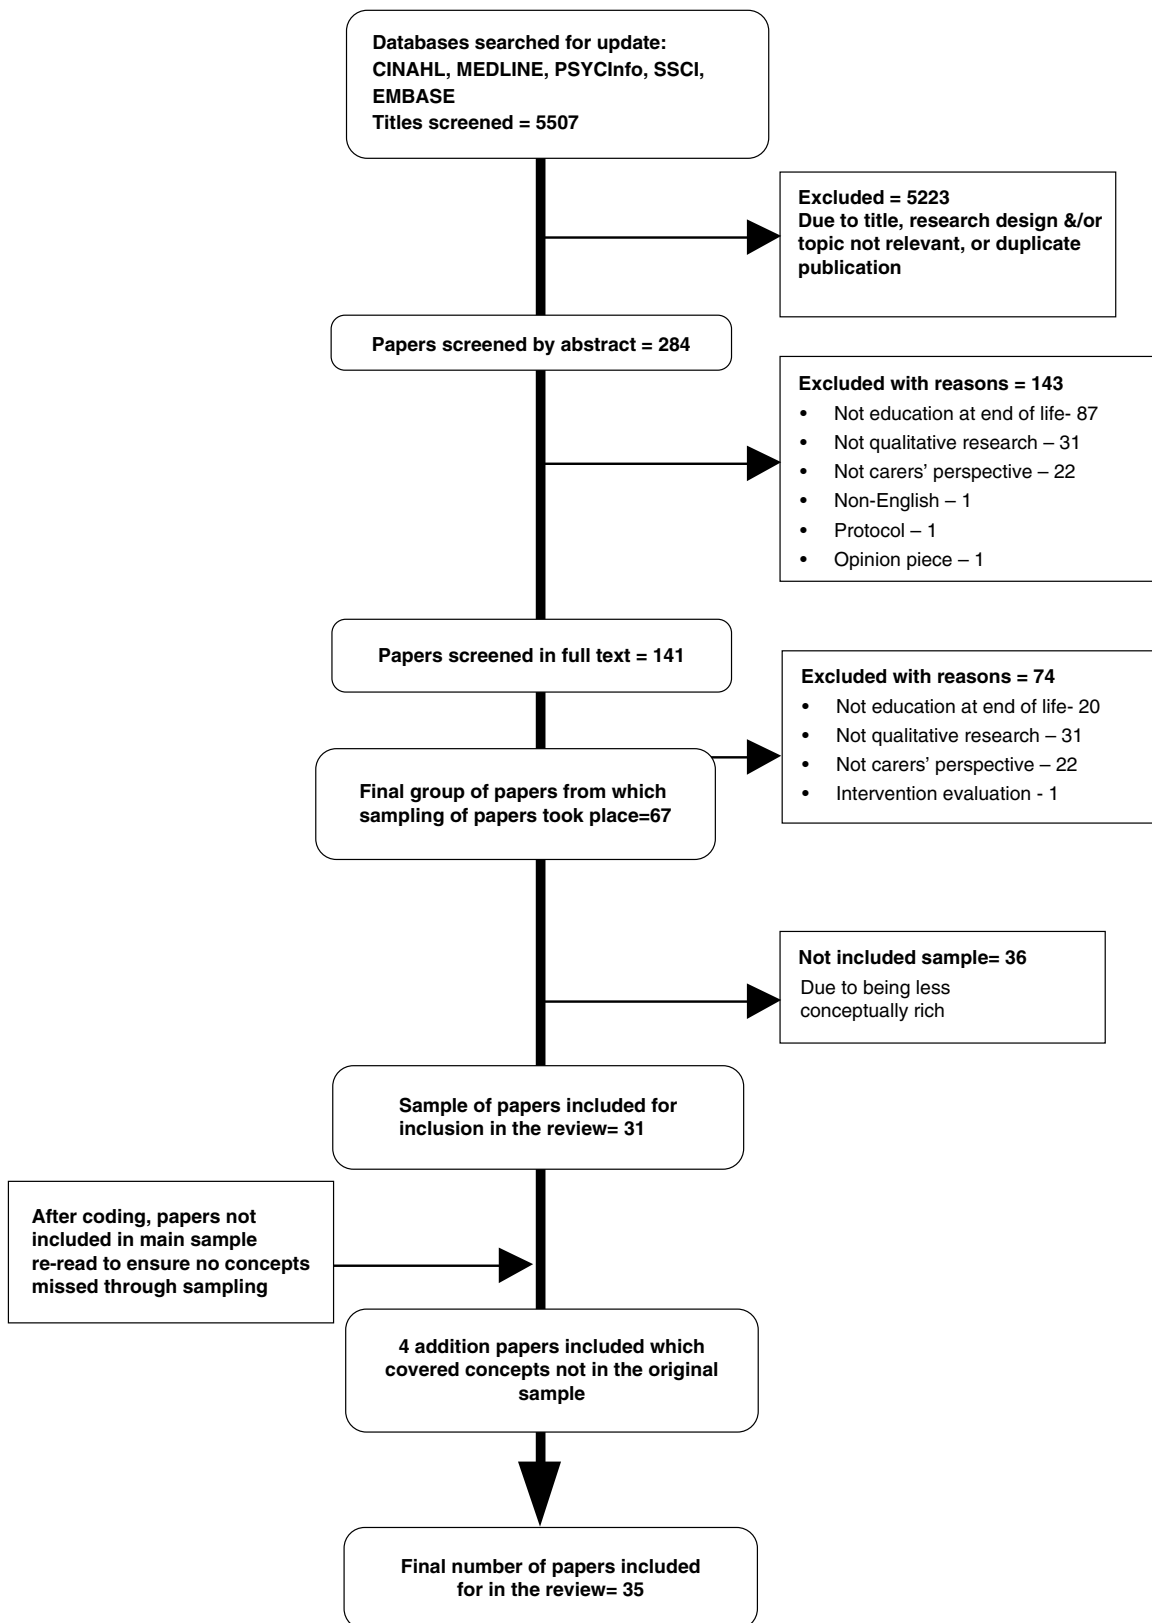 Databases searched for update:
CINAHL, MEDLINE, PSYCInfo, SSCI,
EMBASE
Titles screened = 5507
Excluded = 5223
Due to title, research design &/or
topic not relevant, or duplicate
publication
Papers screened by abstract = 284
Excluded with reasons = 143
• Not education at end of life- 87
• Not qualitative research – 31
• Not carers’ perspective – 22
• Non-English – 1
• Protocol – 1
• Opinion piece – 1
Papers screened in full text = 141
Excluded with reasons = 74
• Not education at end of life- 20
• Not qualitative research – 31
• Not carers’ perspective – 22
• Intervention evaluation - 1
Final group of papers from which
sampling of papers took place=67
Not included sample= 36
Due to being less
conceptually rich
Sample of papers included for
inclusion in the review= 31
After coding, papers not
included in main sample
re-read to ensure no concepts
missed through sampling
4 addition papers included which
covered concepts not in the original
sample
Final number of papers included
for in the review= 35